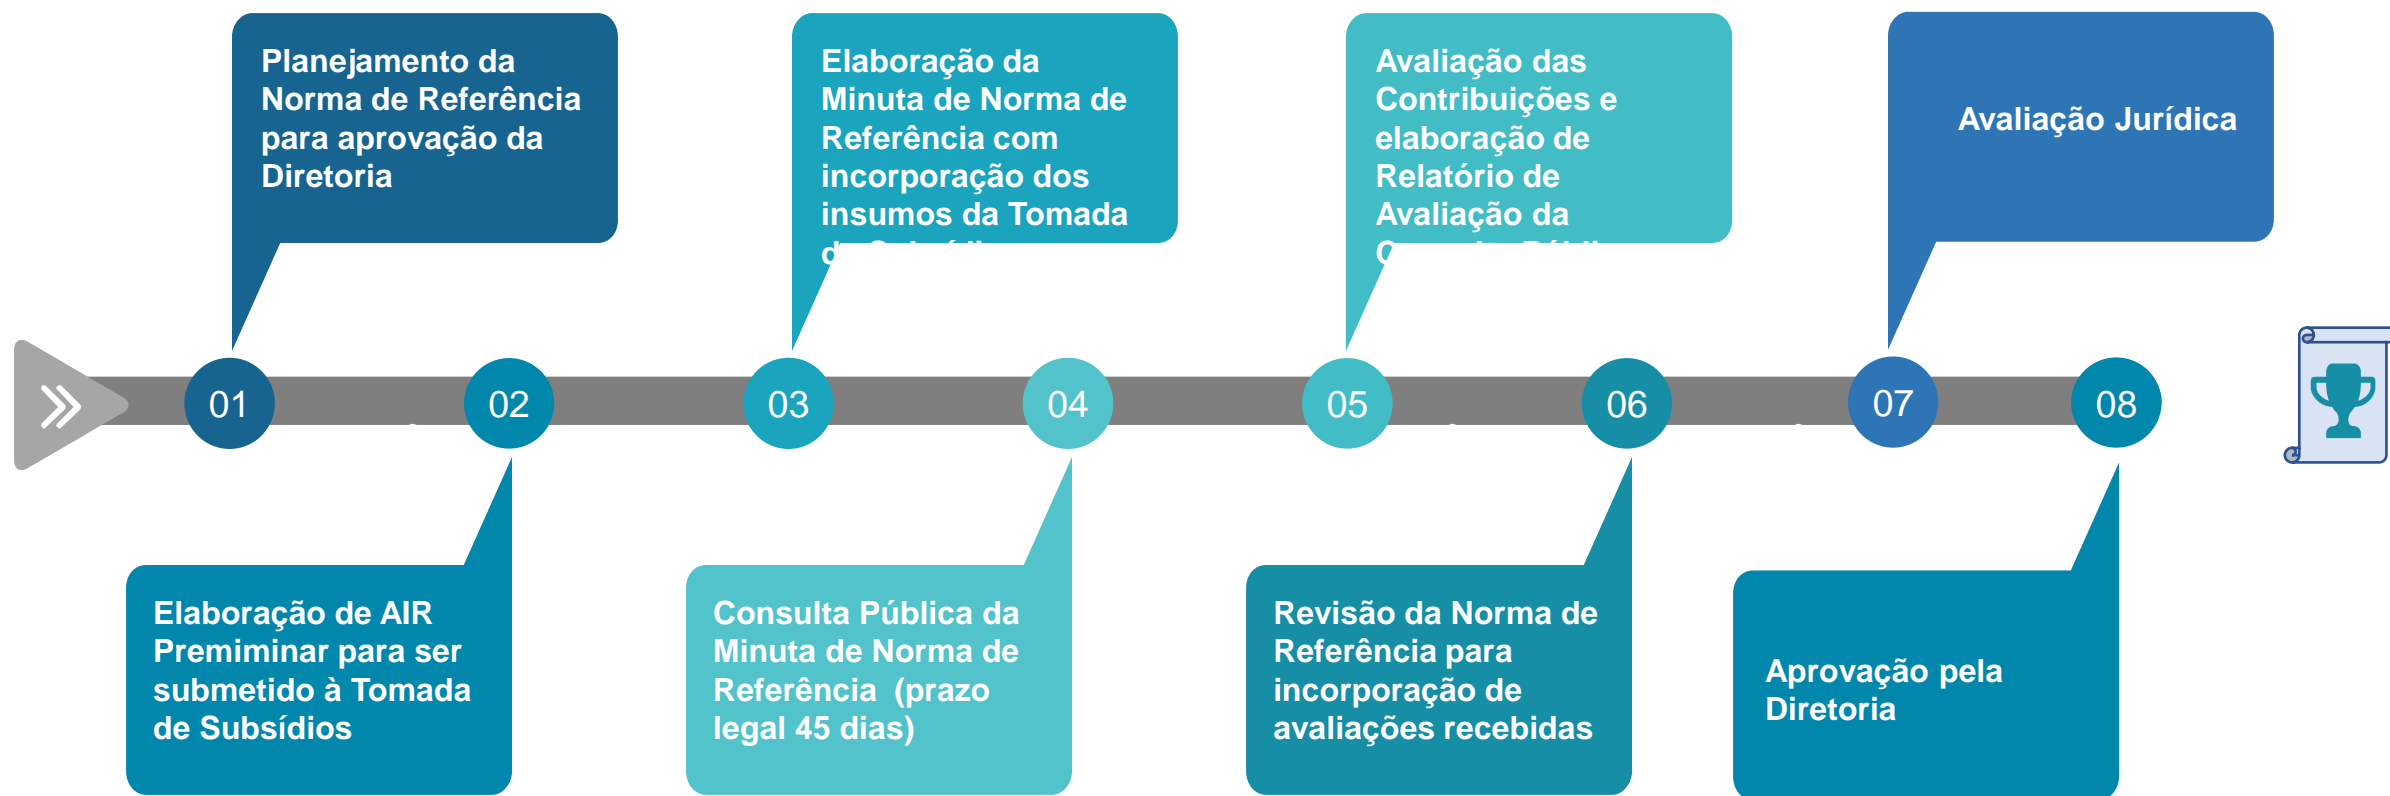 Planejamento da
Norma de Referência
para aprovação da
Diretoria
Elaboração da
Minuta de Norma de
Referência com
incorporação dos
insumos da Tomada
Avaliação das
Contribuições e
elaboração de
Relatório de
Avaliação da
Avaliação Jurídica
01
02
03
04
05
06
07
08
Elaboração de AIR
Premiminar para ser
submetido à Tomada
de Subsídios
Consulta Pública da
Minuta de Norma de
Referência (prazo
legal 45 dias)
Revisão da Norma de
Referência para
incorporação de
avaliações recebidas
Aprovação pela
Diretoria